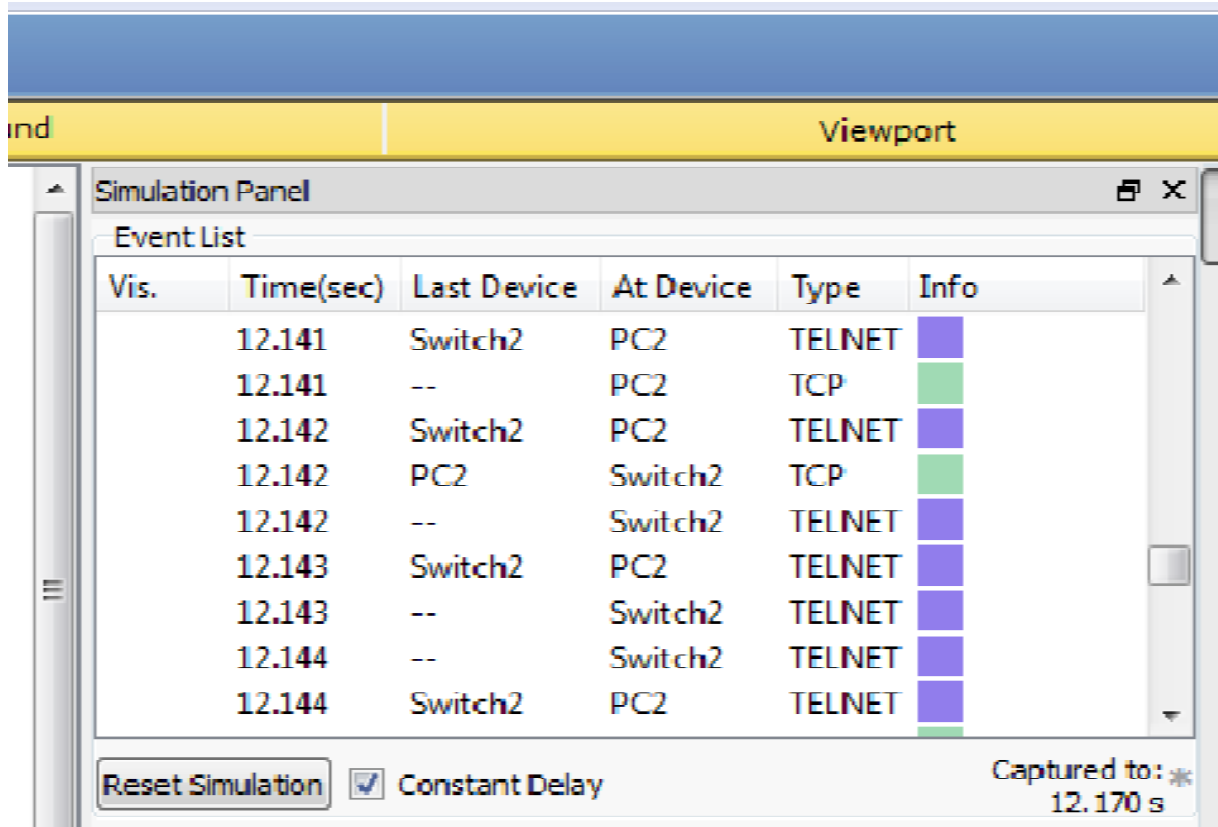 und Viewport
Simulation Panel
Event List
Vis. Time(sec) Last Device At Device Type Info
12.141 Switch2 PC2 TELNET
12.141 -- PC2 TCP
12.142 Switch2 PC2 TELNET
12.142 PC2 Switch2 TCP
12.142 -- Switch2 TELNET
12.143 Switch2 PC2 TELNET
12.143 -- Switch2 TELNET
12.144 -- Switch2 TELNET
12.144 Switch2 PC2 TELNET
Reset Simulation Constant Delay Captured to: *
12.170 s